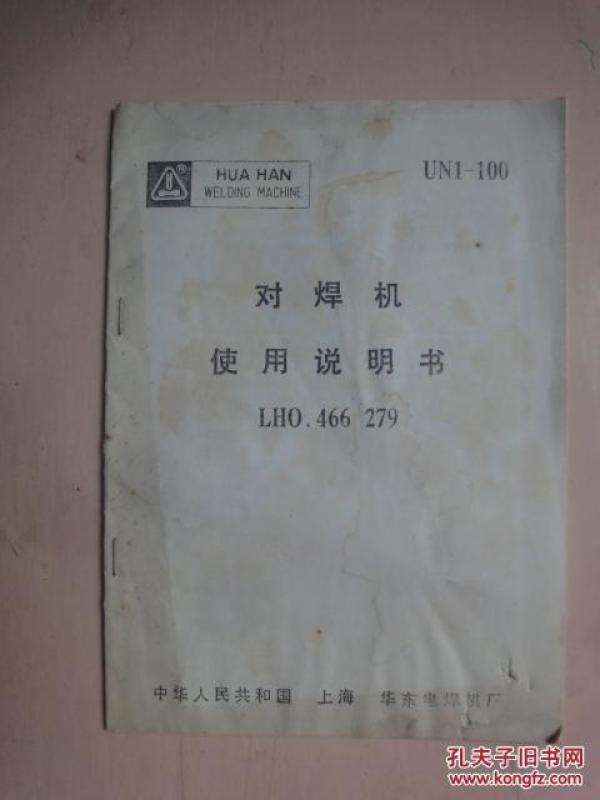 HUA HAN
WELDING MACHINE
UN1-100
对焊机
使用说明书
LHO.466 279
中华人民共和国 上海 华东电焊机厂
孔夫子旧书网
www.kongfz.com